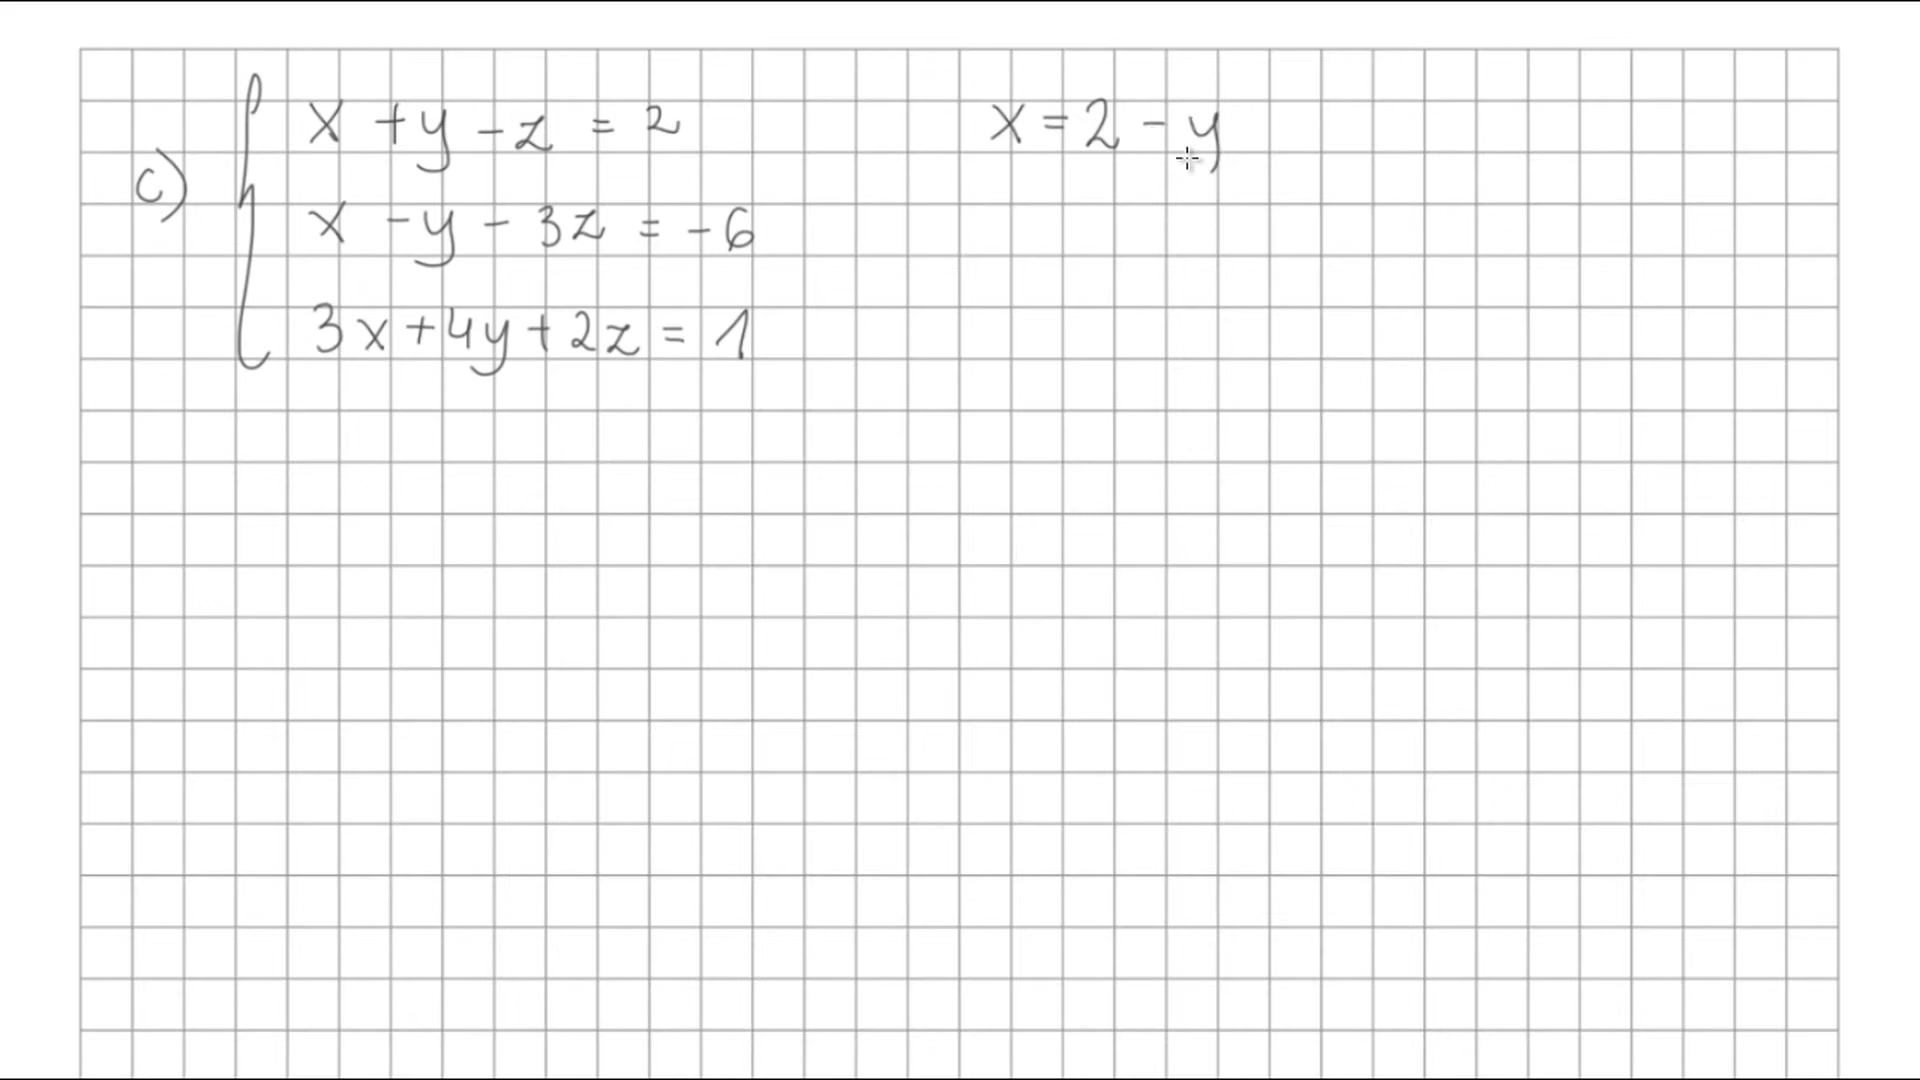 c)
x + y - z = 2
x - y - 3z = -6
3x + 4y + 2z = 1
x = 2 - y